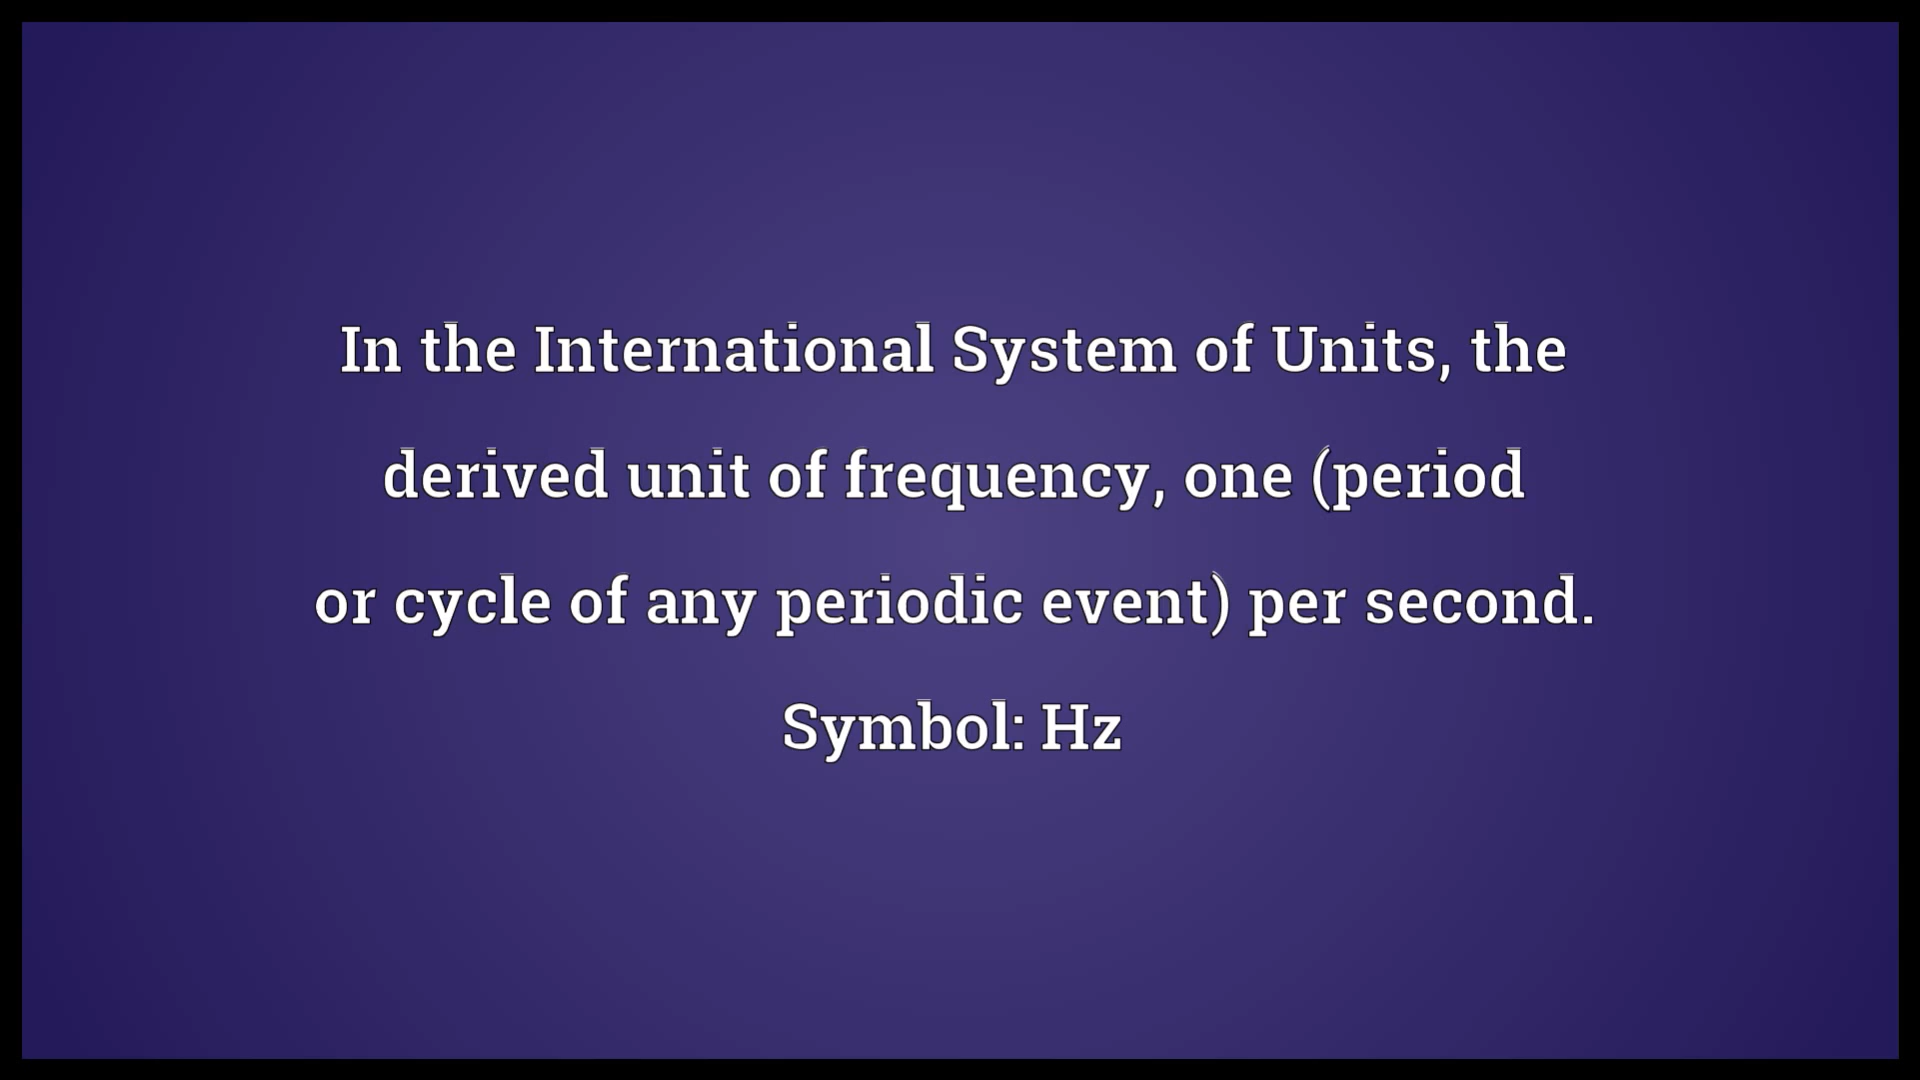 In the International System of Units, the
derived unit of frequency, one (period
or cycle of any periodic event) per second.
Symbol: Hz